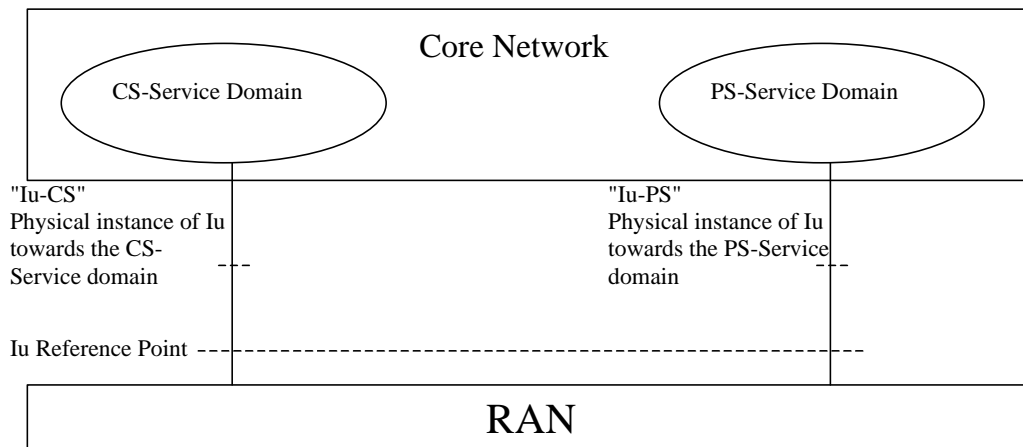 Core Network
CS-Service Domain
PS-Service Domain
"Iu-CS"
Physical instance of Iu
towards the CS-
Service domain
"Iu-PS"
Physical instance of Iu
towards the PS-Service
domain
Iu Reference Point
RAN